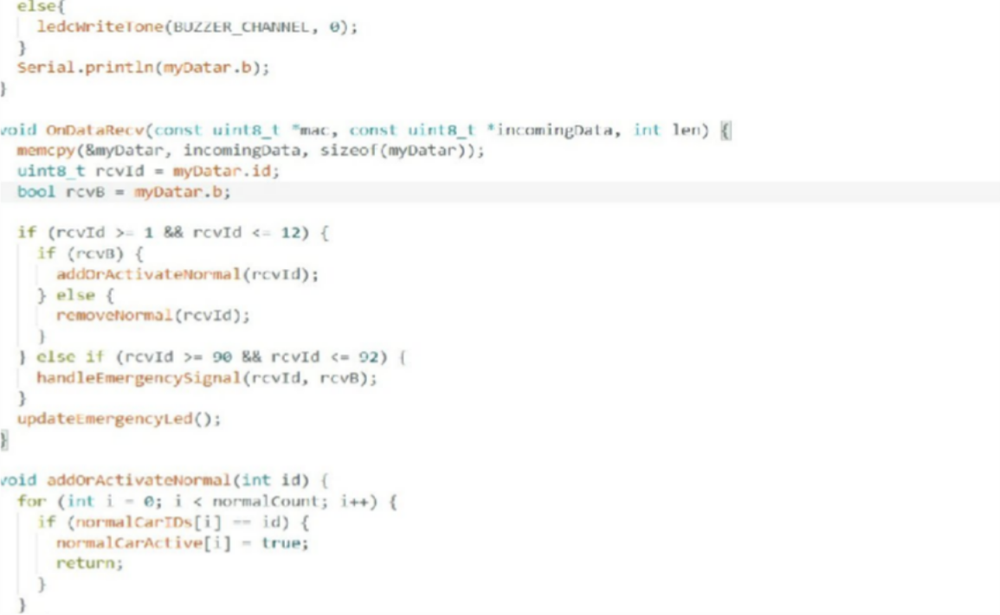 else{
ledcWriteTone(BUZZER_CHANNEL, 0);
}
Serial.println(myDatar.b);
}
void OnDataRecv(const uint8_t *mac, const uint8_t *incomingData, int len) {
memcpy(&myDatar, incomingData, sizeof(myDatar));
uint8_t rcvId = myDatar.id;
bool rcvB = myDatar.b;
if (rcvId >= 1 && rcvId <= 12) {
if (rcvB) {
addOrActivateNormal(rcvId);
} else {
removeNormal(rcvId);
}
} else if (rcvId >= 90 && rcvId <= 92) {
handleEmergencySignal(rcvId, rcvB);
}
updateEmergencyLed();
}
void addOrActivateNormal(int id) {
for (int i = 0; i < normalCount; i++) {
if (normalCarIDs[i] == id) {
normalCarActive[i] = true;
return;
}
}